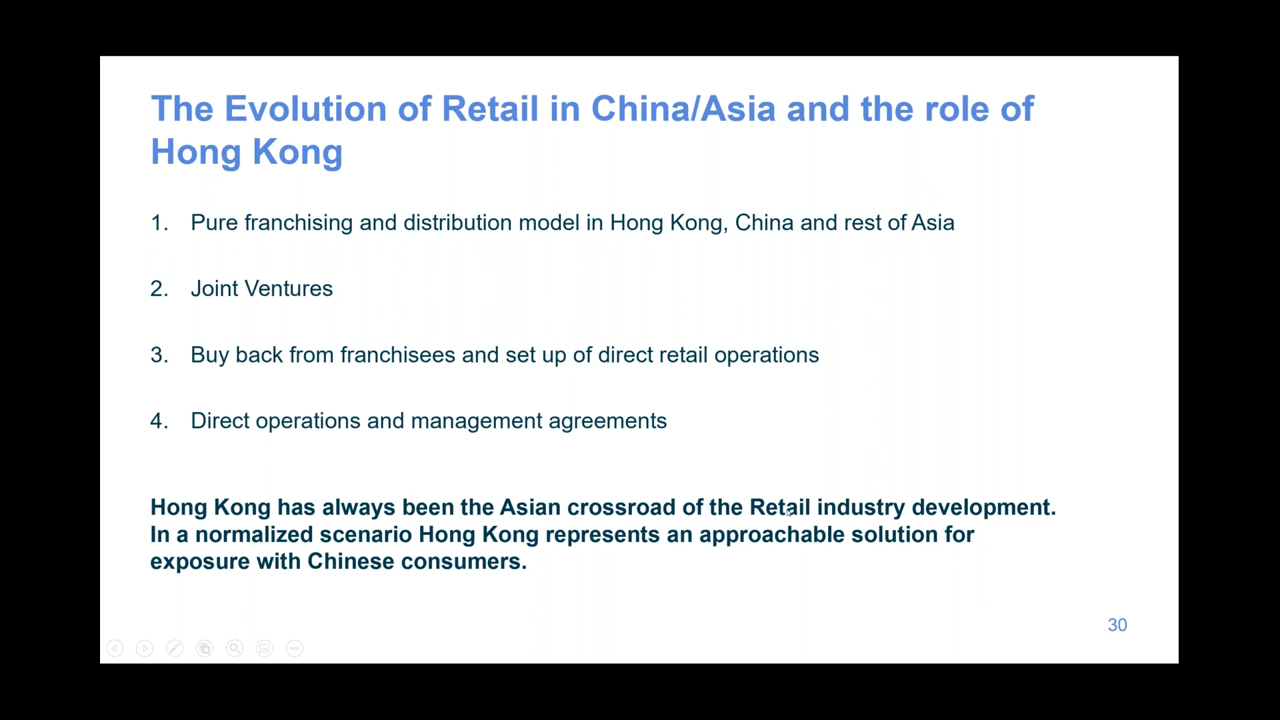 The Evolution of Retail in China/Asia and the role of
Hong Kong
1. Pure franchising and distribution model in Hong Kong, China and rest of Asia
2. Joint Ventures
3. Buy back from franchisees and set up of direct retail operations
4. Direct operations and management agreements
Hong Kong has always been the Asian crossroad of the Retail industry development.
In a normalized scenario Hong Kong represents an approachable solution for
exposure with Chinese consumers.
30